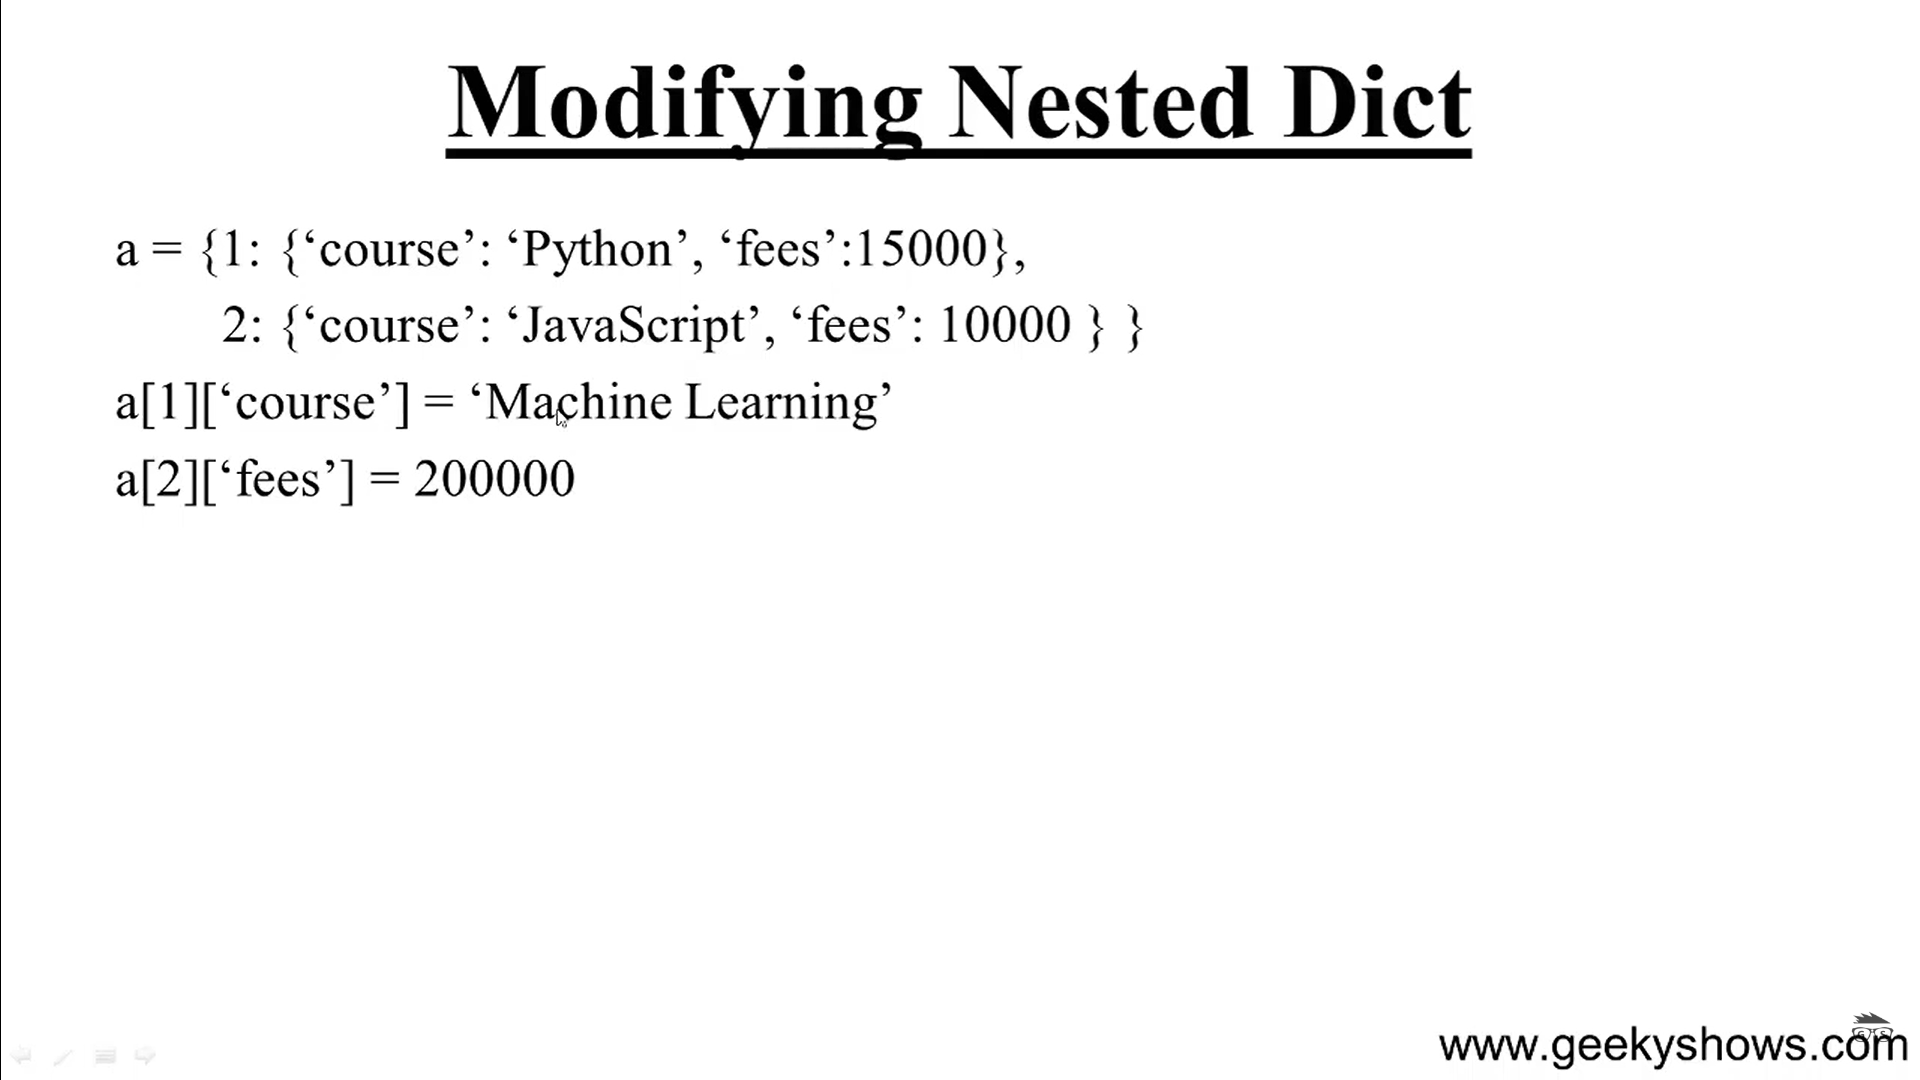 Modifying Nested Dict
a = {1: {‘course’: ‘Python’, ‘fees’:15000},
2: {‘course’: ‘JavaScript’, ‘fees’: 10000 } }
a[1][‘course’] = ‘Machine Learning’
a[2][‘fees’] = 200000
www.geekyshows.com